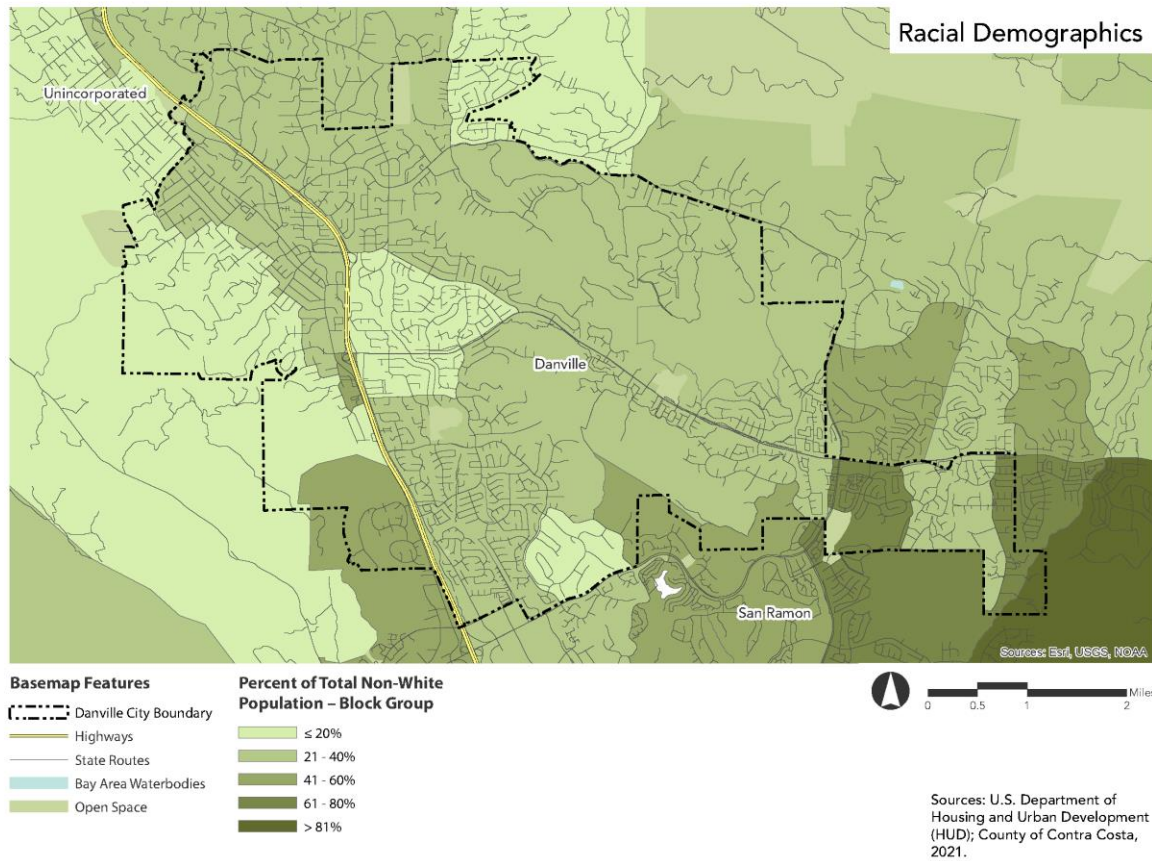 Racial Demographics
Unincorporated
Danville
San Ramon
Sources: Esri, USGS, NOAA
Basemap Features
Danville City Boundary
Highways
State Routes
Bay Area Waterbodies
Open Space
Percent of Total Non-White
Population – Block Group
≤ 20%
21 - 40%
41 - 60%
61 - 80%
> 81%
0 0.5 1 2 Miles
Sources: U.S. Department of
Housing and Urban Development
(HUD); County of Contra Costa,
2021.